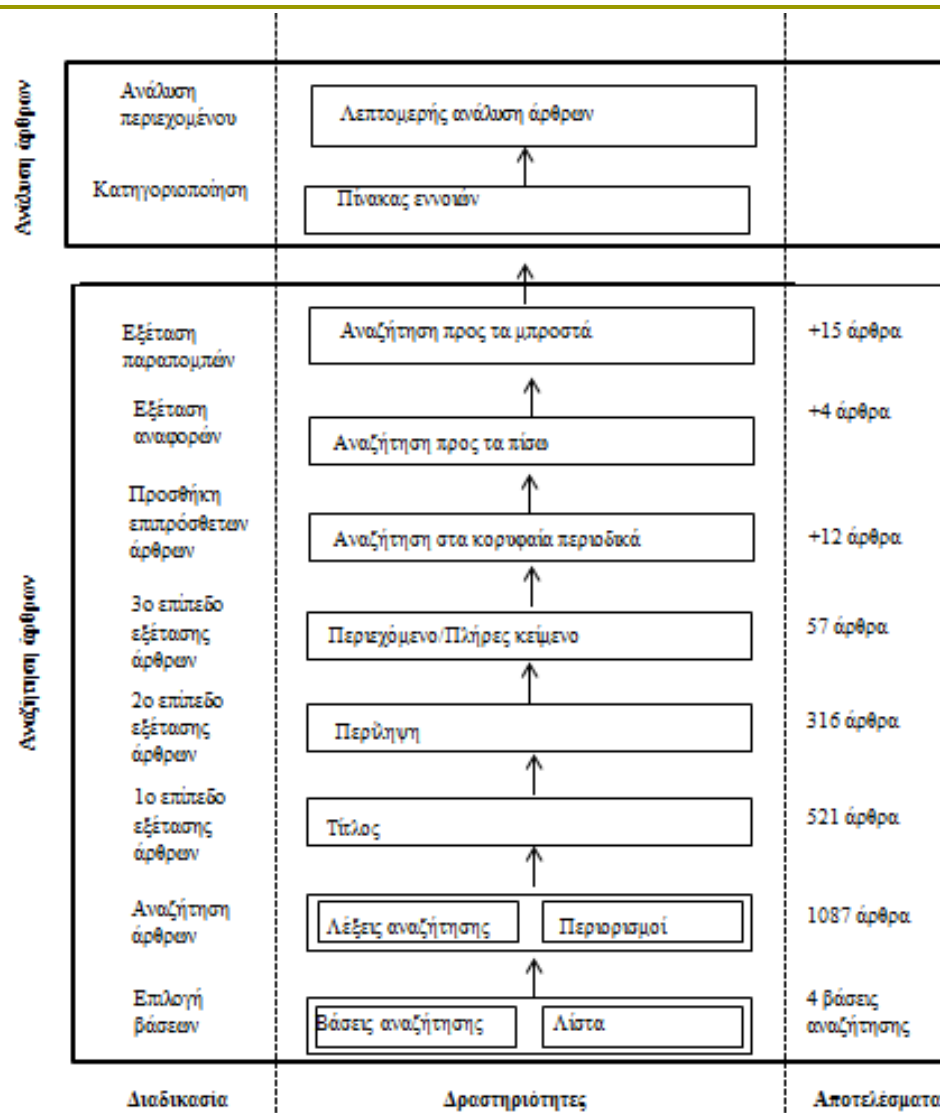 Ανάλυση άρθρων
Ανάλυση
περιεχομένου
Λεπτομερής ανάλυση άρθρων
Κατηγοριοποίηση
Πίνακας εννοιών
Αναζήτηση άρθρων
Εξέταση
παραπομπών
Αναζήτηση προς τα μπροστά
+15 άρθρα
Εξέταση
αναφορών
Αναζήτηση προς τα πίσω
+4 άρθρα
Προσθήκη
επιπρόσθετων
άρθρων
Αναζήτηση στα κορυφαία περιοδικά
+12 άρθρα
3ο επίπεδο
εξέτασης
άρθρων
Περιεχόμενο/Πλήρες κείμενο
57 άρθρα
2ο επίπεδο
εξέτασης
άρθρων
Περίληψη
316 άρθρα
1ο επίπεδο
εξέτασης
άρθρων
Τίτλος
521 άρθρα
Αναζήτηση
άρθρων
Λέξεις αναζήτησης
Περιορισμοί
1087 άρθρα
Επιλογή
βάσεων
Βάσεις αναζήτησης
Λίστα
4 βάσεις
αναζήτησης
Διαδικασία
Δραστηριότητες
Αποτελέσματα